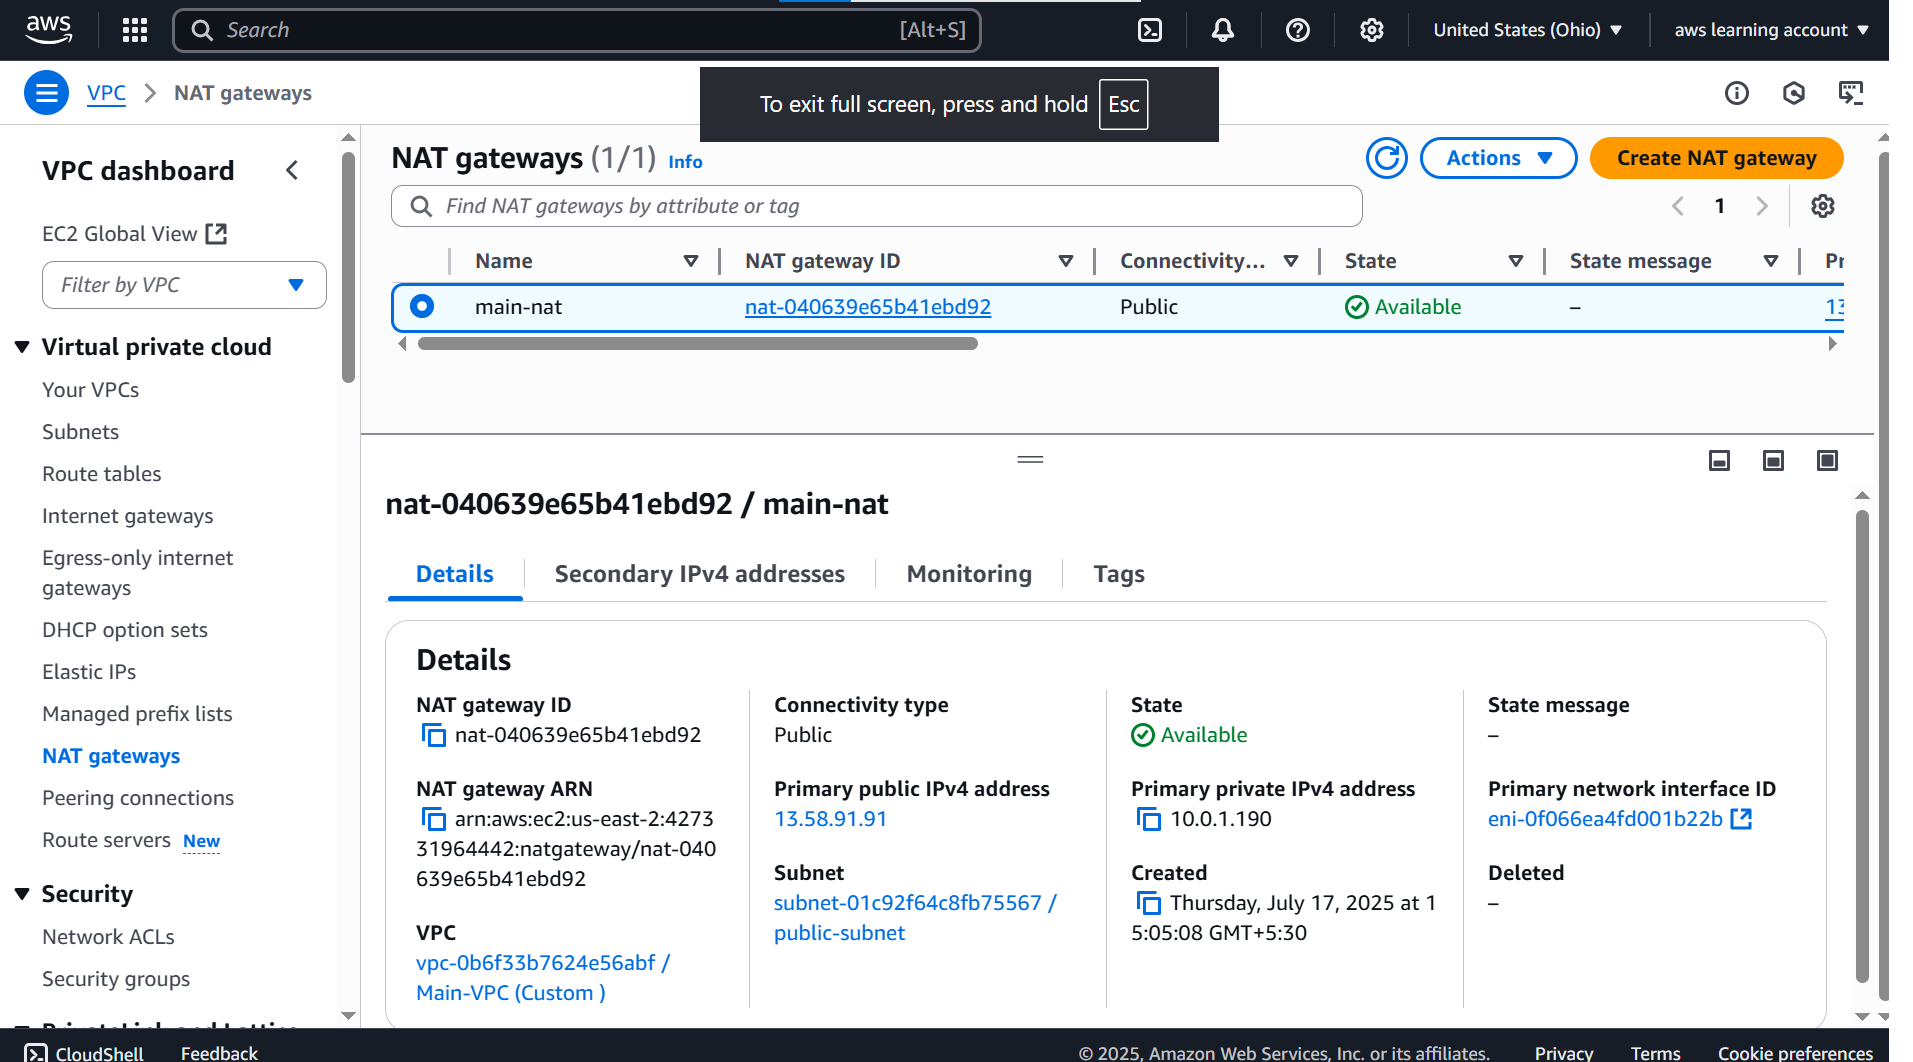 aws
Search
[Alt+S]
United States (Ohio)
aws learning account
VPC
NAT gateways
To exit full screen, press and hold Esc
VPC dashboard
EC2 Global View
Filter by VPC
Virtual private cloud
Your VPCs
Subnets
Route tables
Internet gateways
Egress-only internet
gateways
DHCP option sets
Elastic IPs
Managed prefix lists
NAT gateways
Peering connections
Route servers New
Security
Network ACLs
Security groups
NAT gateways (1/1) Info
Actions
Create NAT gateway
Find NAT gateways by attribute or tag
1
Name
NAT gateway ID
Connectivity...
State
State message
Pr
main-nat
nat-040639e65b41ebd92
Public
Available
–
13
nat-040639e65b41ebd92 / main-nat
Details
Secondary IPv4 addresses
Monitoring
Tags
Details
NAT gateway ID
nat-040639e65b41ebd92
NAT gateway ARN
arn:aws:ec2:us-east-2:4273
31964442:natgateway/nat-040
639e65b41ebd92
VPC
vpc-0b6f33b7624e56abf /
Main-VPC (Custom )
Connectivity type
Public
Primary public IPv4 address
13.58.91.91
Subnet
subnet-01c92f64c8fb75567 /
public-subnet
State
Available
Primary private IPv4 address
10.0.1.190
Created
Thursday, July 17, 2025 at 1
5:05:08 GMT+5:30
State message
–
Primary network interface ID
eni-0f066ea4fd001b22b
Deleted
–
CloudShell
Feedback
© 2025, Amazon Web Services, Inc. or its affiliates.
Privacy
Terms
Cookie preferences